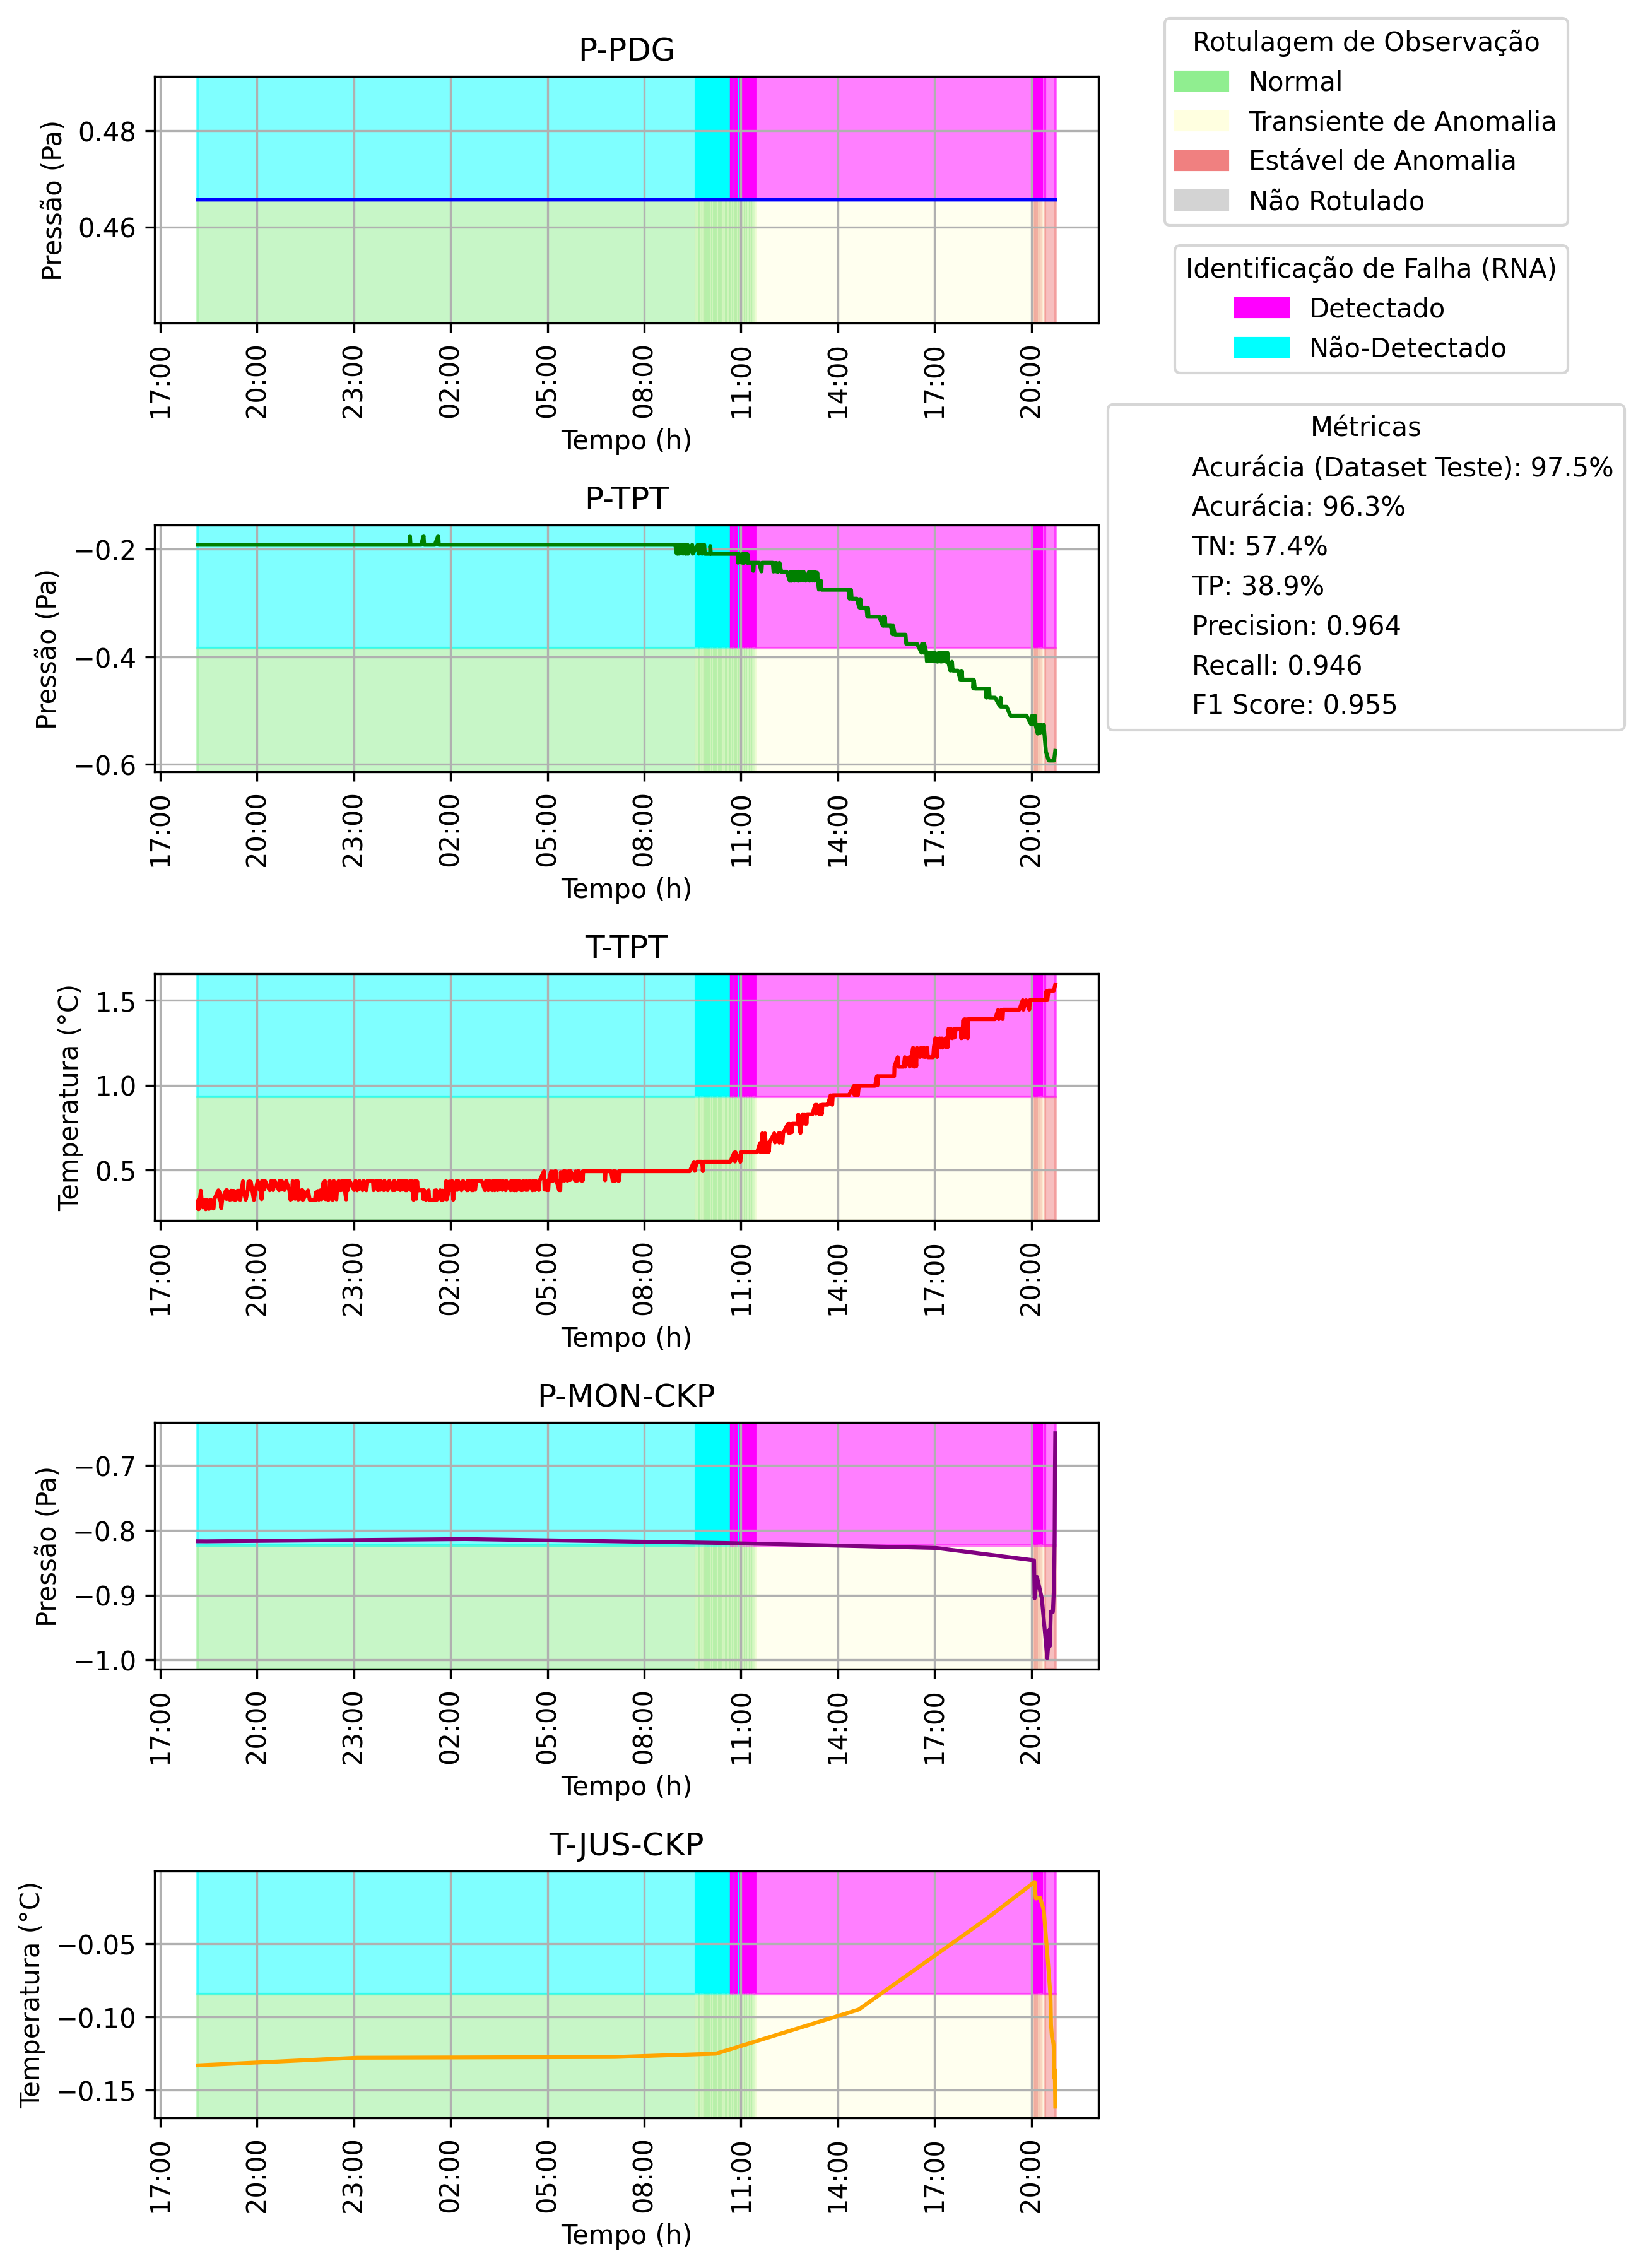 P-PDG
Pressão (Pa)
0.48
0.46
17:00 20:00 23:00 02:00 05:00 08:00 11:00 14:00 17:00 20:00
Tempo (h)
Rotulagem de Observação
Normal
Transiente de Anomalia
Estável de Anomalia
Não Rotulado
Identificação de Falha (RNA)
Detectado
Não-Detectado
Métricas
Acurácia (Dataset Teste): 97.5%
Acurácia: 96.3%
TN: 57.4%
TP: 38.9%
Precision: 0.964
Recall: 0.946
F1 Score: 0.955
P-TPT
Pressão (Pa)
−0.2
−0.4
−0.6
17:00 20:00 23:00 02:00 05:00 08:00 11:00 14:00 17:00 20:00
Tempo (h)
T-TPT
Temperatura (°C)
1.5
1.0
0.5
17:00 20:00 23:00 02:00 05:00 08:00 11:00 14:00 17:00 20:00
Tempo (h)
P-MON-CKP
Pressão (Pa)
−0.7
−0.8
−0.9
−1.0
17:00 20:00 23:00 02:00 05:00 08:00 11:00 14:00 17:00 20:00
Tempo (h)
T-JUS-CKP
Temperatura (°C)
−0.05
−0.10
−0.15
17:00 20:00 23:00 02:00 05:00 08:00 11:00 14:00 17:00 20:00
Tempo (h)